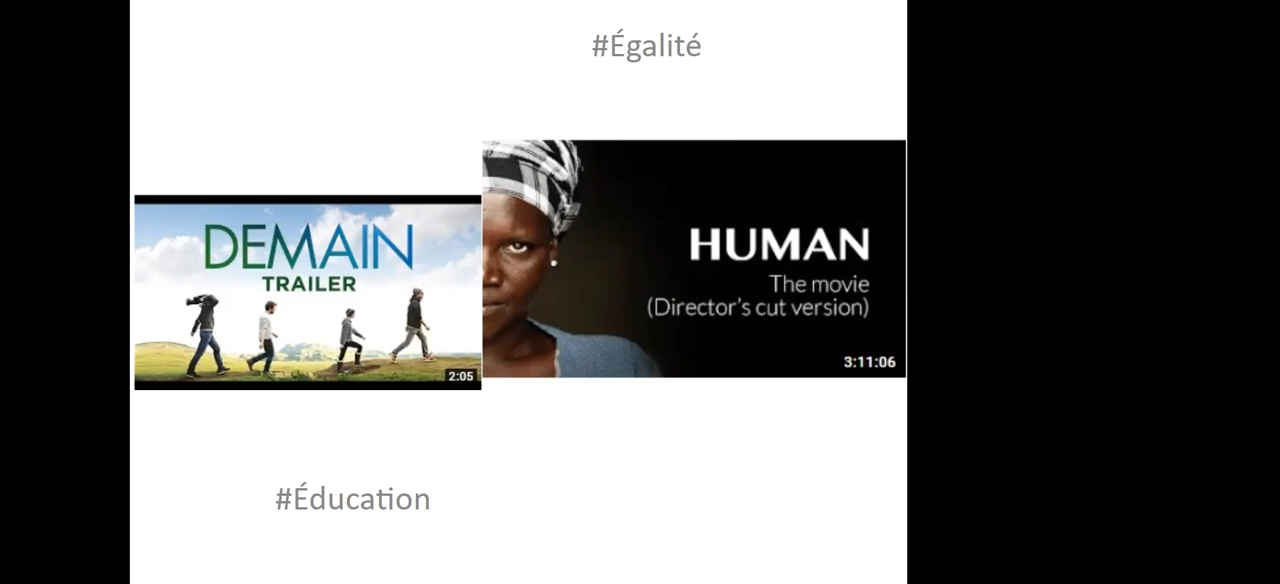 #Égalité
DEMAIN
TRAILER
2:05
HUMAN
The movie
(Director's cut version)
3:11:06
#Éducation